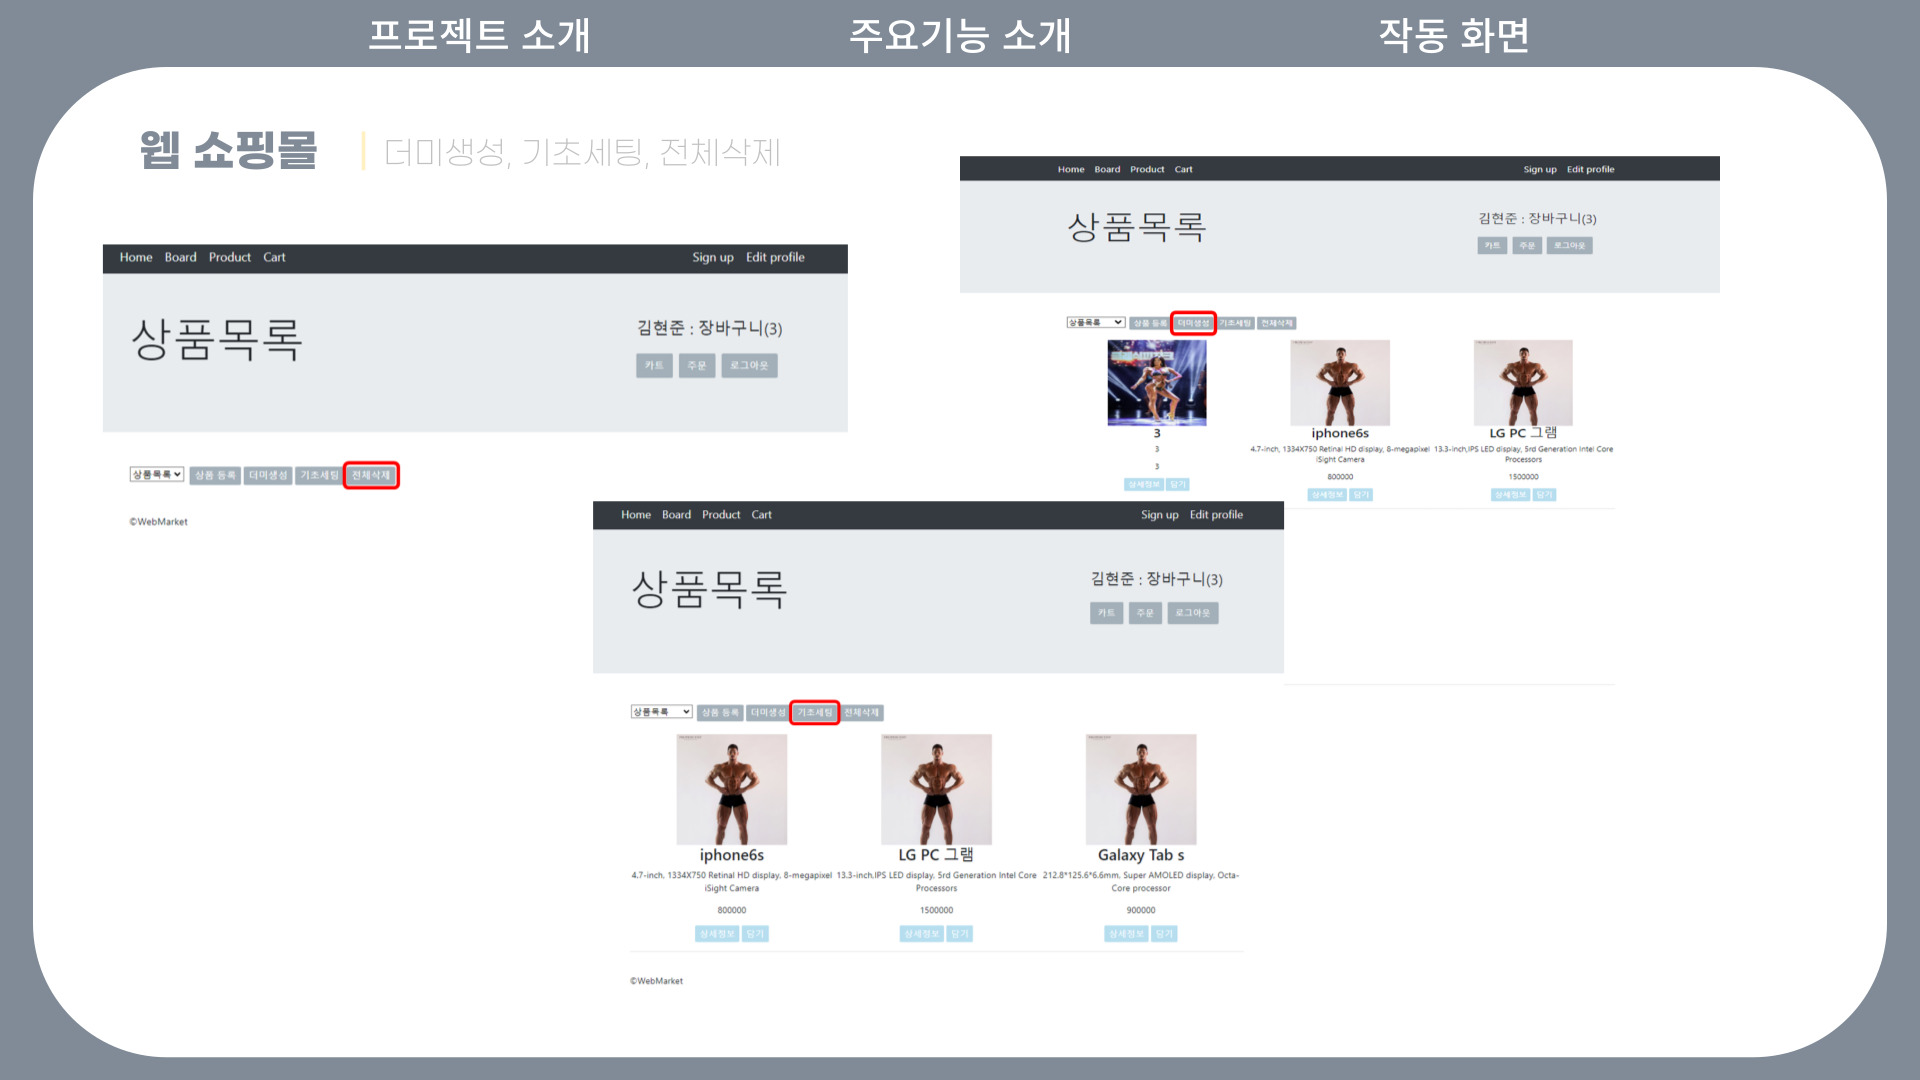 프로젝트 소개
주요기능 소개
작동 화면
웹 쇼핑몰
더미생성, 기초세팅, 전체삭제
Home Board Product Cart
Sign up Edit profile
상품목록
김현준 : 장바구니(3)
카트 주문 로그아웃
상품목록 상품 등록 더미생성 기초세팅 전체삭제
©WebMarket
Home Board Product Cart
Sign up Edit profile
상품목록
김현준 : 장바구니(3)
카트 주문 로그아웃
상품목록 상품 등록 더미생성 기초세팅 전체삭제
3
3
3
상세정보 담기
iphone6s
4.7-inch, 1334X750 Retinal HD display, 8-megapixel
iSight Camera
800000
상세정보 담기
LG PC 그램
13.3-inch,IPS LED display, 5rd Generation Intel Core
Processors
1500000
상세정보 담기
Home Board Product Cart
Sign up Edit profile
상품목록
김현준 : 장바구니(3)
카트 주문 로그아웃
상품목록 상품 등록 더미생성 기초세팅 전체삭제
iphone6s
4.7-inch, 1334X750 Retinal HD display, 8-megapixel
iSight Camera
800000
상세정보 담기
LG PC 그램
13.3-inch,IPS LED display, 5rd Generation Intel Core
Processors
1500000
상세정보 담기
Galaxy Tab s
212.8*125.6*6.6mm, Super AMOLED display, Octa-
Core processor
900000
상세정보 담기
©WebMarket